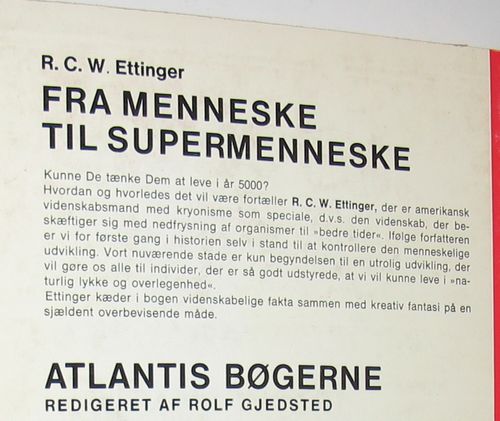 R. C. W. Ettinger
FRA MENNESKE
TIL SUPERMENNESKE
Kunne De tænke Dem at leve i år 5000?
Hvordan og hvorledes det vil være fortæller R. C. W. Ettinger, der er amerikansk
videnskabsmand med kryonisme som speciale, d.v.s. den videnskab, der be-
skæftiger sig med nedfrysning af organismer til »bedre tider«. Ifølge forfatteren
er vi for første gang i historien selv i stand til at kontrollere den menneskelige
udvikling. Vort nuværende stade er kun begyndelsen til en utrolig udvikling, der
vil gøre os alle til individer, der er så godt udstyrede, at vi vil kunne leve i »na-
turlig lykke og overlegenhed«.
Ettinger kæder i bogen videnskabelige fakta sammen med kreativ fantasi på en
sjældent overbevisende måde.
ATLANTIS BØGERNE
REDIGERET AF ROLF GJEDSTED